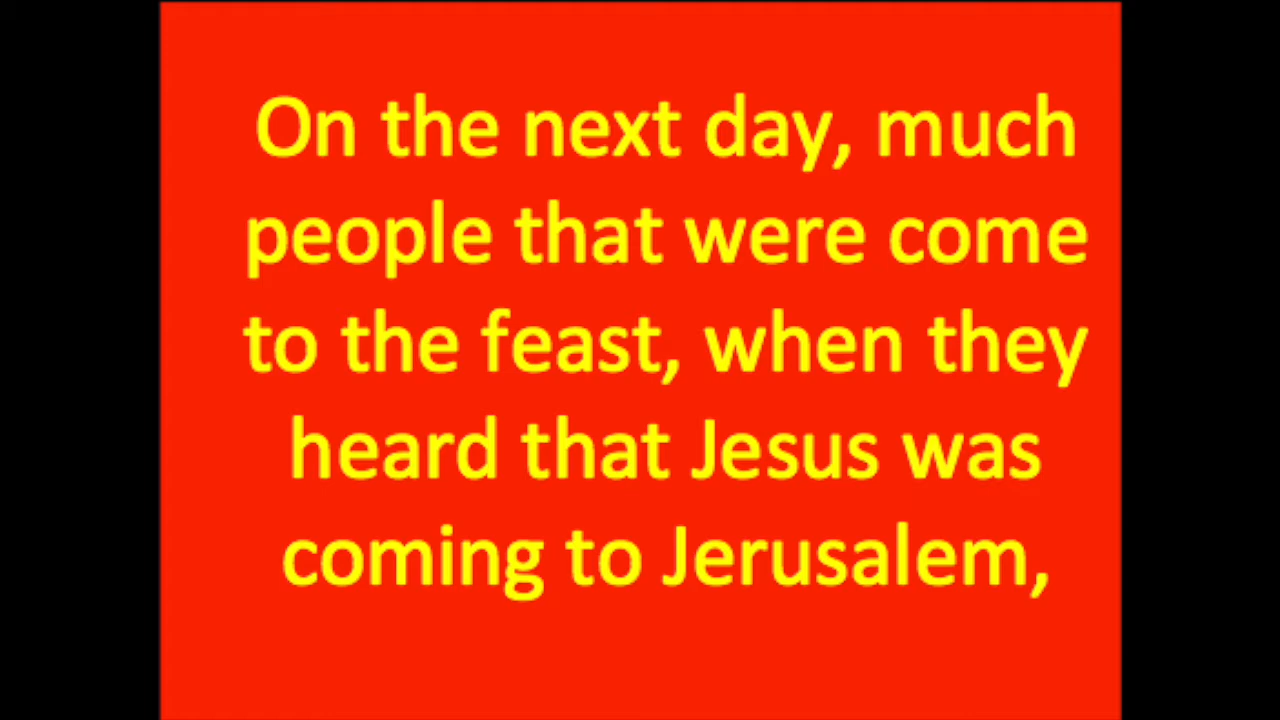 On the next day, much
people that were come
to the feast, when they
heard that Jesus was
coming to Jerusalem,